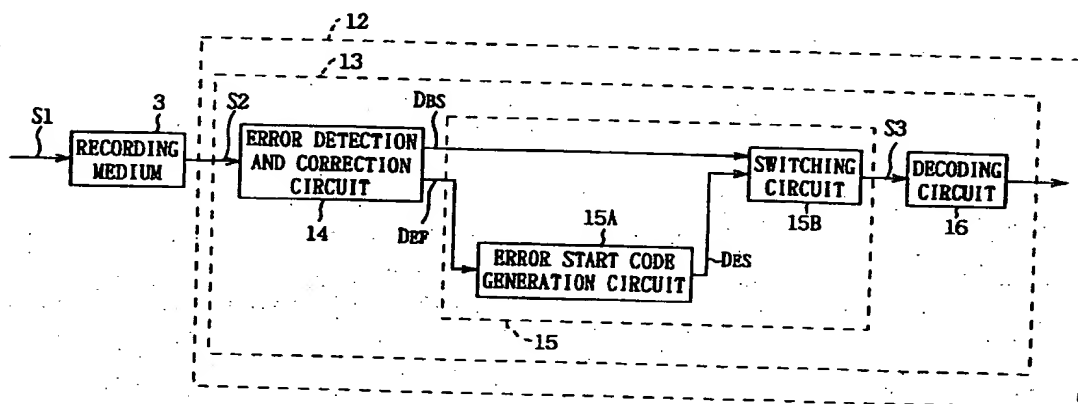 12
13
S1
3
RECORDING
MEDIUM
S2
ERROR DETECTION
AND CORRECTION
CIRCUIT
14
DBS
DEF
15A
ERROR START CODE
GENERATION CIRCUIT
DES
SWITCHING
CIRCUIT
15B
S3
DECODING
CIRCUIT
16
15